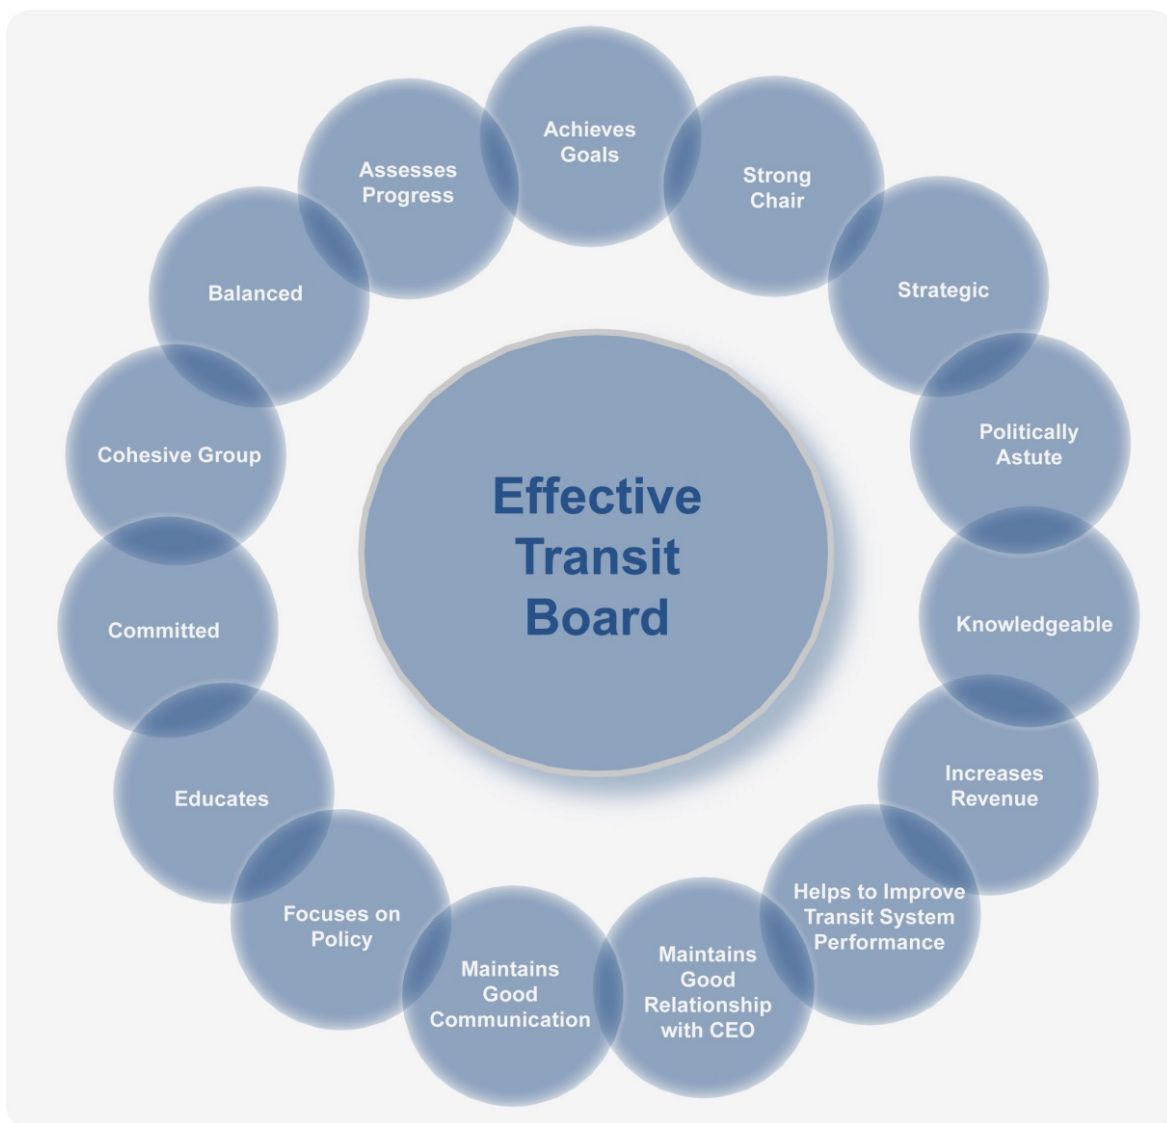 Achieves
Goals
Strong
Chair
Strategic
Politically
Astute
Knowledgeable
Increases
Revenue
Helps to Improve
Transit System
Performance
Maintains
Good
Relationship
with CEO
Maintains
Good
Communication
Focuses on
Policy
Educates
Committed
Cohesive Group
Balanced
Assesses
Progress
Effective
Transit
Board